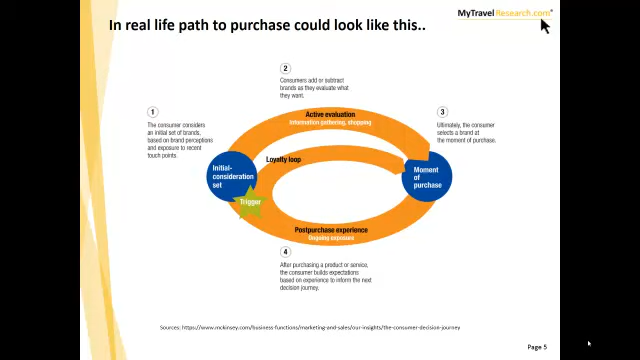 In real life path to purchase could look like this..
MyTravelResearch.com®
2
Consumers add or subtract
brands as they evaluate what
they want.
1
The consumer considers
an initial set of brands,
based on brand perceptions
and exposure to recent
touch points.
Active evaluation
Information gathering, shopping
3
Ultimately, the consumer
selects a brand at
the moment of purchase.
Loyalty loop
Initial-
consideration
set
Moment
of
purchase
Trigger
Postpurchase experience
Ongoing exposure
4
After purchasing a product or service,
the consumer builds expectations
based on experience to inform the next
decision journey.
Sources: https://www.mckinsey.com/business-functions/marketing-and-sales/our-insights/the-consumer-decision-journey
Page 5